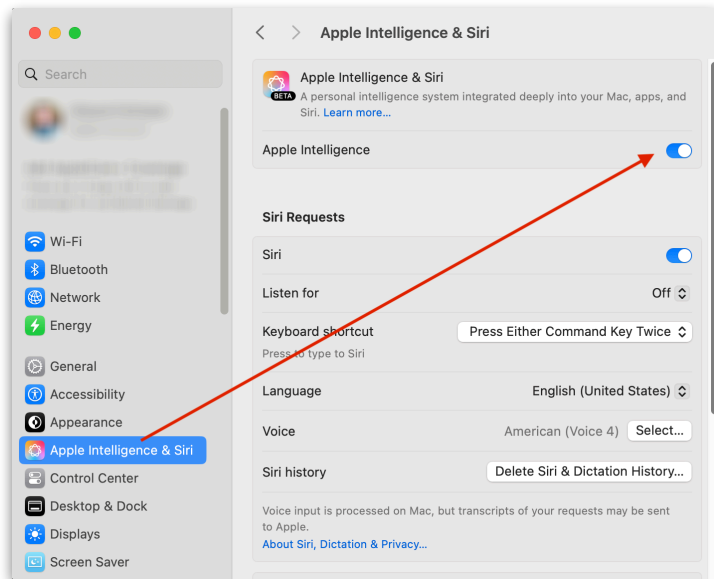 Search
Wi-Fi
Bluetooth
Network
Energy
General
Accessibility
Appearance
Apple Intelligence & Siri
Control Center
Desktop & Dock
Displays
Screen Saver
Apple Intelligence & Siri
BETA
Apple Intelligence & Siri
A personal intelligence system integrated deeply into your Mac, apps, and
Siri. Learn more...
Apple Intelligence
Siri Requests
Siri
Listen for Off
Keyboard shortcut Press Either Command Key Twice
Press to type to Siri
Language English (United States)
Voice American (Voice 4) Select...
Siri history Delete Siri & Dictation History...
Voice input is processed on Mac, but transcripts of your requests may be sent
to Apple.
About Siri, Dictation & Privacy...